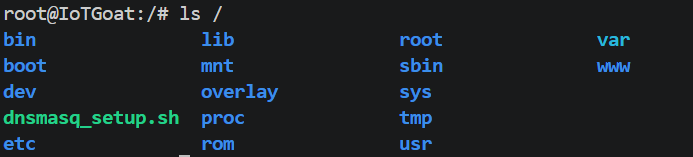 root@IoTGoat:/# ls /
bin lib root var
boot mnt sbin www
dev overlay sys
dnsmasq_setup.sh proc tmp
etc rom usr